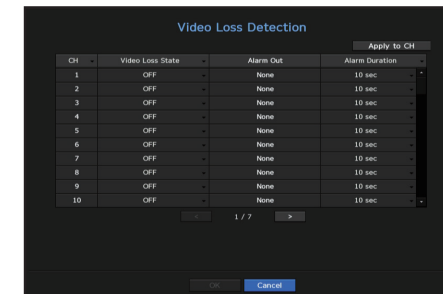 Video Loss Detection
Apply to CH
CH Video Loss State Alarm Out Alarm Duration
1 OFF None 10 sec
2 OFF None 10 sec
3 OFF None 10 sec
4 OFF None 10 sec
5 OFF None 10 sec
6 OFF None 10 sec
7 OFF None 10 sec
8 OFF None 10 sec
9 OFF None 10 sec
10 OFF None 10 sec
< 1 / 7 >
OK Cancel